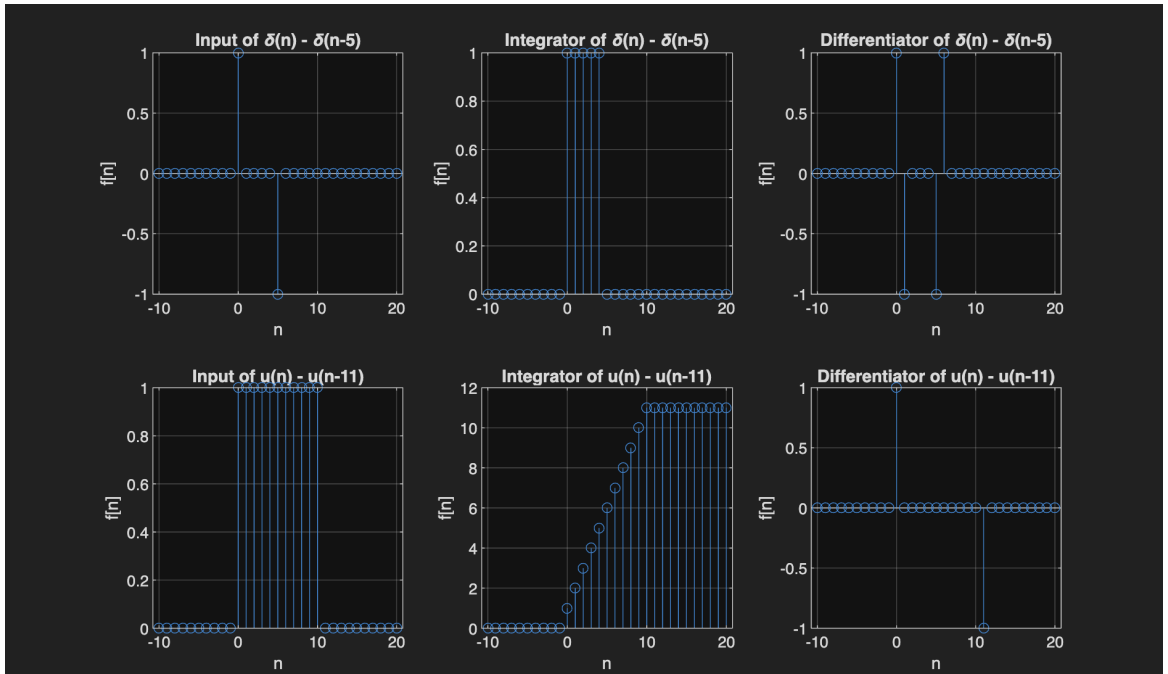 Input of δ(n) - δ(n-5)
1
0.5
0
-0.5
-1
f[n]
-10 0 10 20
n
Integrator of δ(n) - δ(n-5)
1
0.8
0.6
0.4
0.2
0
f[n]
-10 0 10 20
n
Differentiator of δ(n) - δ(n-5)
1
0.5
0
-0.5
-1
f[n]
-10 0 10 20
n
Input of u(n) - u(n-11)
1
0.8
0.6
0.4
0.2
0
f[n]
-10 0 10 20
n
Integrator of u(n) - u(n-11)
12
10
8
6
4
2
0
f[n]
-10 0 10 20
n
Differentiator of u(n) - u(n-11)
1
0.5
0
-0.5
-1
f[n]
-10 0 10 20
n